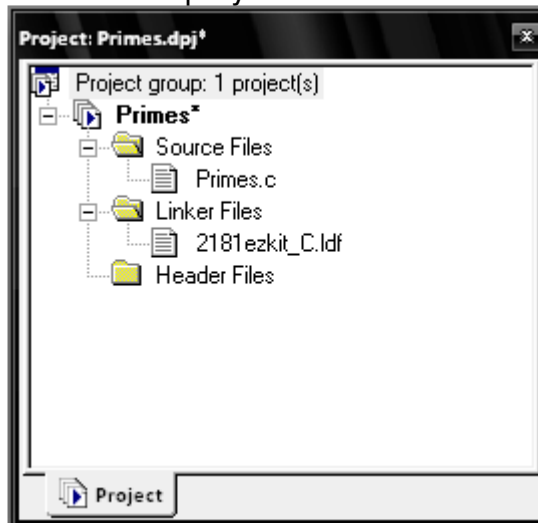 Project: Primes.dpj*
Project group: 1 project(s)
Primes*
Source Files
Primes.c
Linker Files
2181ezkit_C.ldf
Header Files
Project